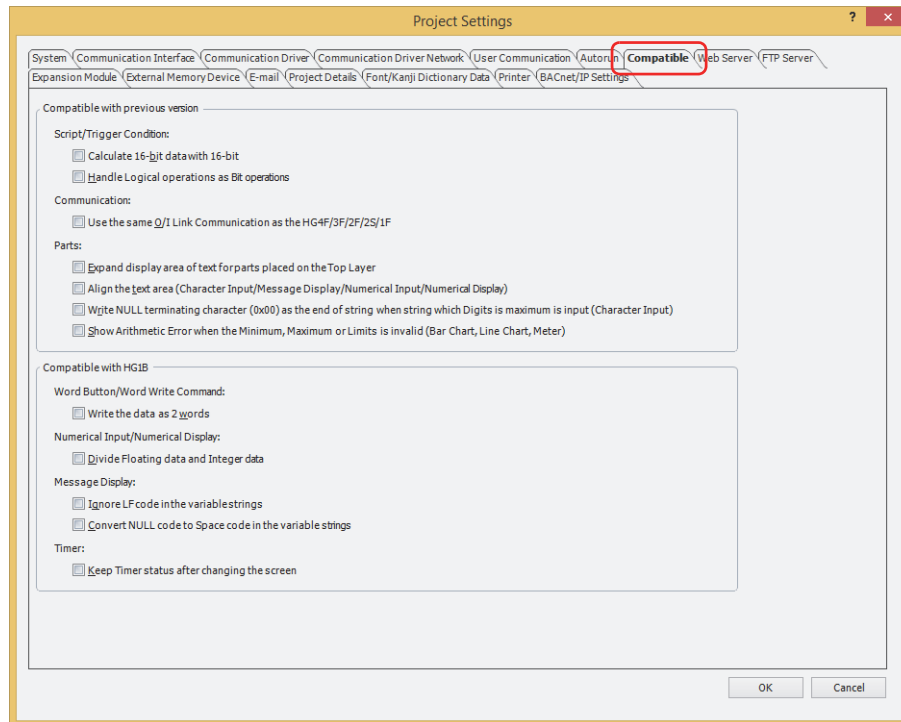 Project Settings
? ×
System Communication Interface Communication Driver Communication Driver Network User Communication Autorun Compatible Web Server FTP Server
Expansion Module External Memory Device E-mail Project Details Font/Kanji Dictionary Data Printer BACnet/IP Settings
Compatible with previous version
Script/Trigger Condition:
Calculate 16-bit data with 16-bit
Handle Logical operations as Bit operations
Communication:
Use the same O/I Link Communication as the HG4F/3F/2F/2S/1F
Parts:
Expand display area of text for parts placed on the Top Layer
Align the text area (Character Input/Message Display/Numerical Input/Numerical Display)
Write NULL terminating character (0x00) as the end of string when string which Digits is maximum is input (Character Input)
Show Arithmetic Error when the Minimum, Maximum or Limits is invalid (Bar Chart, Line Chart, Meter)
Compatible with HG1B
Word Button/Word Write Command:
Write the data as 2 words
Numerical Input/Numerical Display:
Divide Floating data and Integer data
Message Display:
Ignore LF code in the variable strings
Convert NULL code to Space code in the variable strings
Timer:
Keep Timer status after changing the screen
OK Cancel